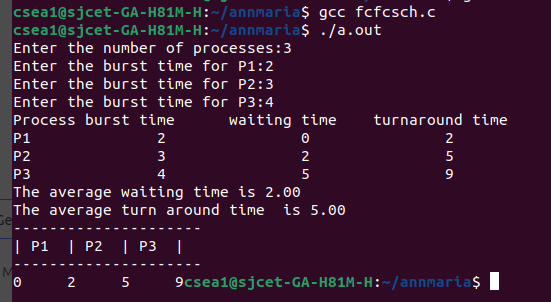 csea1@sjcet-GA-H81M-H:~/annmaria$ gcc fcfcsch.c
csea1@sjcet-GA-H81M-H:~/annmaria$ ./a.out
Enter the number of processes:3
Enter the burst time for P1:2
Enter the burst time for P2:3
Enter the burst time for P3:4
Process burst time      waiting time    turnaround time
P1              2               0               2
P2              3               2               5
P3              4               5               9
The average waiting time is 2.00
The average turn around time  is 5.00
---------------------
| P1  | P2  | P3  |
---------------------
0     2     5     9csea1@sjcet-GA-H81M-H:~/annmaria$